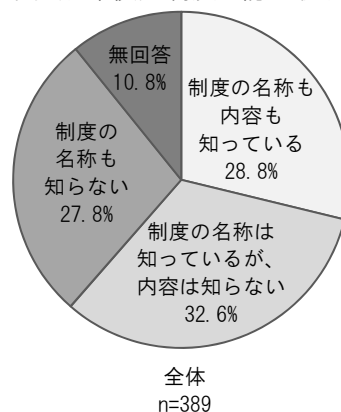 制度の名称も
内容も
知っている
28.8%
制度の名称は
知っているが、
内容は知らない
32.6%
制度の
名称も
知らない
27.8%
無回答
10.8%
全体
n=389